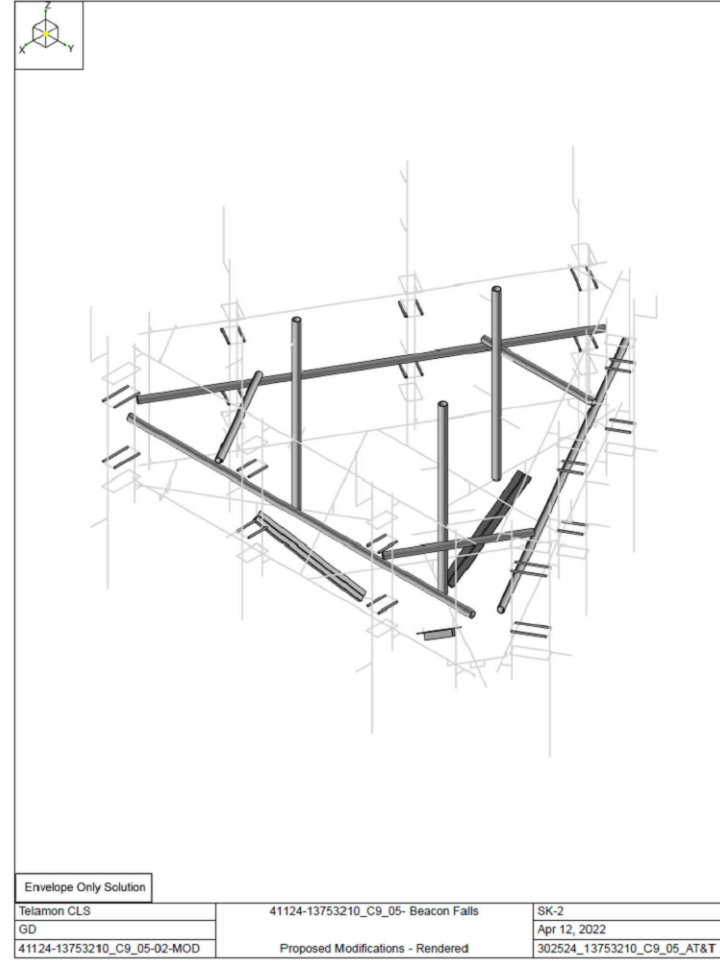 Z
X
Y
Envelope Only Solution
Telamon CLS
41124-13753210_C9_05- Beacon Falls
SK-2
GD
Apr 12, 2022
41124-13753210_C9_05-02-MOD
Proposed Modifications - Rendered
302524_13753210_C9_05_AT&T